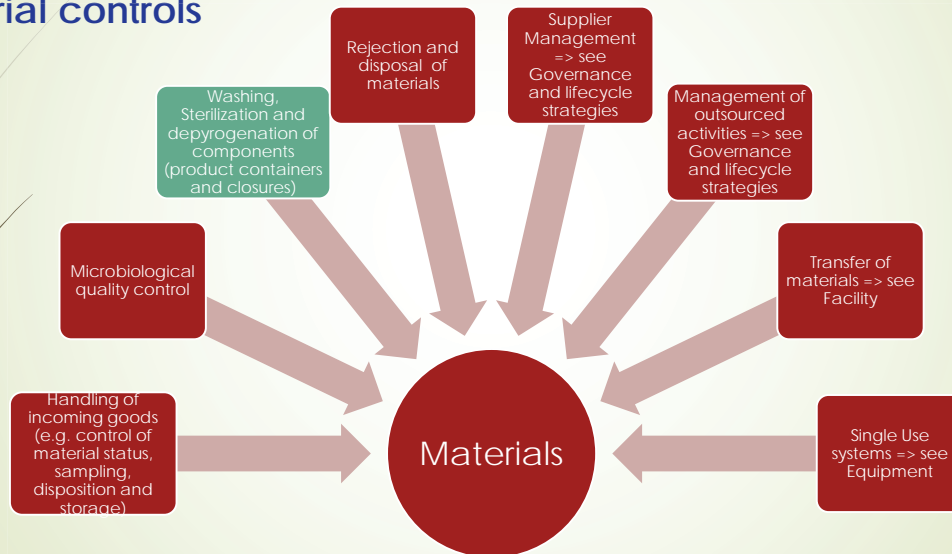 rial controls
Supplier
Management
=> see
Governance
and lifecycle
strategies
Rejection and
disposal of
materials
Washing,
Sterilization and
depyrogenation of
components
(product containers
and closures)
Management of
outsourced
activities => see
Governance
and lifecycle
strategies
Microbiological
quality control
Transfer of
materials => see
Facility
Handling of
incoming goods
(e.g. control of
material status,
sampling,
disposition and
storage)
Materials
Single Use
systems => see
Equipment